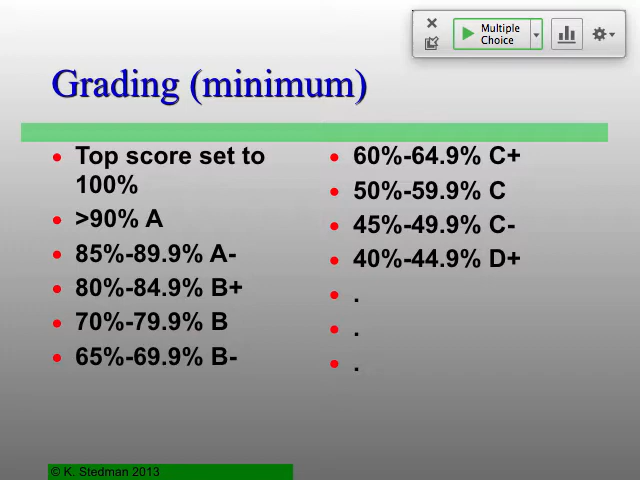 Multiple
Choice
Grading (minimum)
• Top score set to
100%
• >90% A
• 85%-89.9% A-
• 80%-84.9% B+
• 70%-79.9% B
• 65%-69.9% B-
• 60%-64.9% C+
• 50%-59.9% C
• 45%-49.9% C-
• 40%-44.9% D+
• .
• .
• .
© K. Stedman 2013